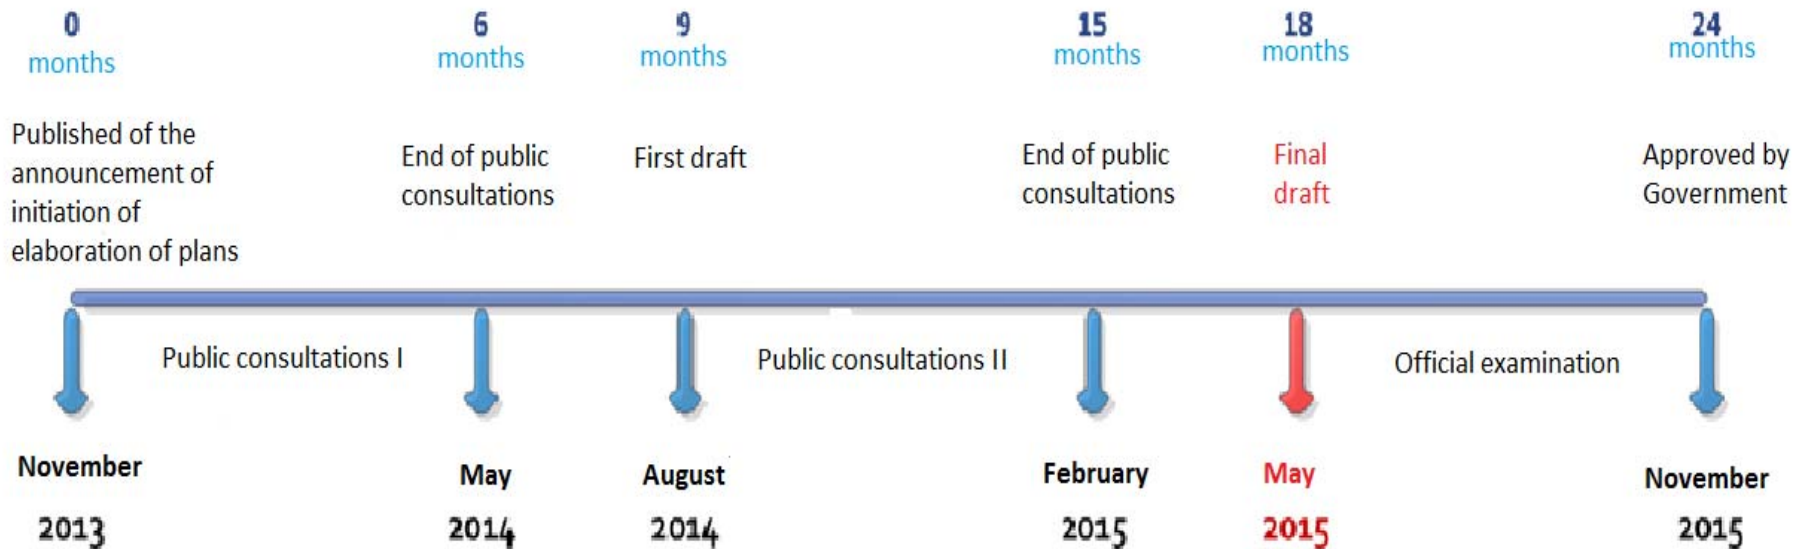 0
months
6
months
9
months
15
months
18
months
24
months
Published of the
announcement of
initiation of
elaboration of plans
End of public
consultations
First draft
End of public
consultations
Final
draft
Approved by
Government
Public consultations I
Public consultations II
Official examination
November
2013
May
2014
August
2014
February
2015
May
2015
November
2015